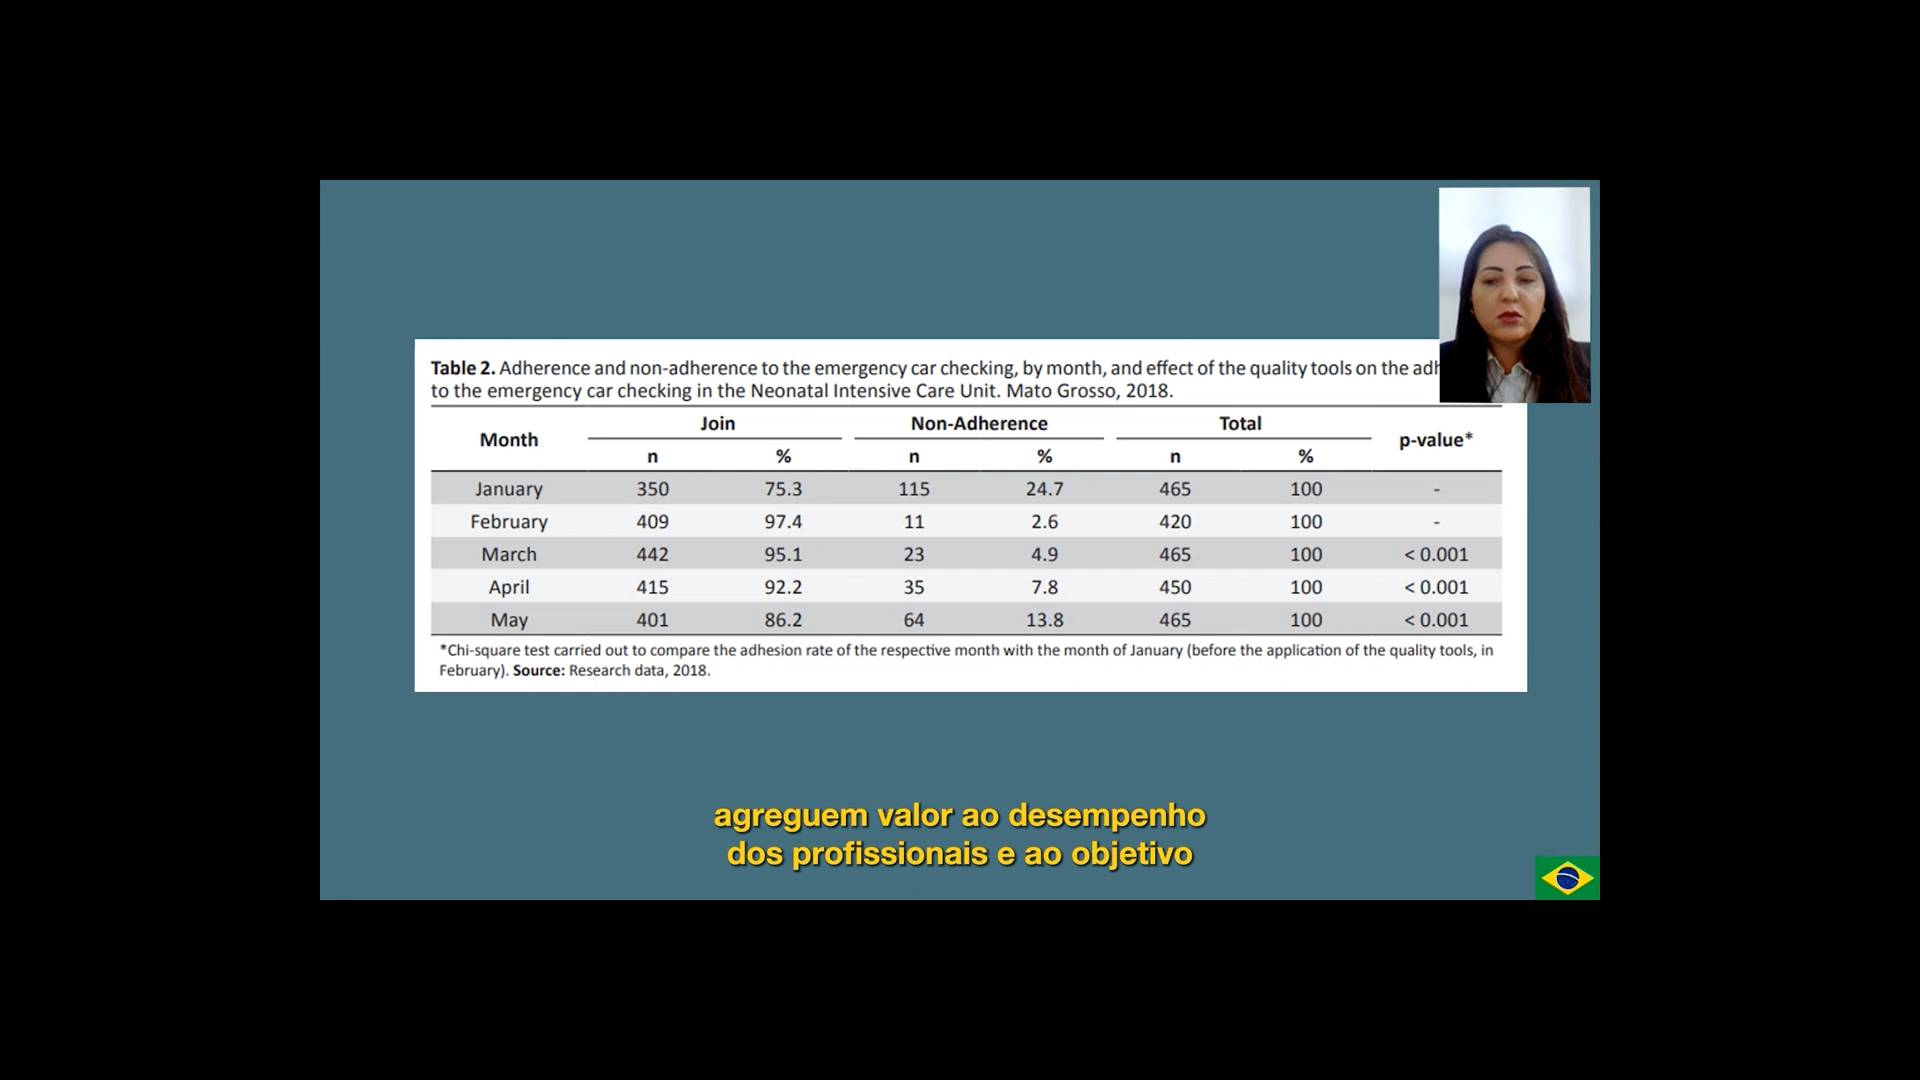 Table 2. Adherence and non-adherence to the emergency car checking, by month, and effect of the quality tools on the
to the emergency car checking in the Neonatal Intensive Care Unit. Mato Grosso, 2018.
Month Join Non-Adherence Total p-value*
n % n % n %
January 350 75.3 115 24.7 465 100 -
February 409 97.4 11 2.6 420 100 -
March 442 95.1 23 4.9 465 100 < 0.001
April 415 92.2 35 7.8 450 100 < 0.001
May 401 86.2 64 13.8 465 100 < 0.001
*Chi-square test carried out to compare the adhesion rate of the respective month with the month of January (before the application of the quality tools, in
February). Source: Research data, 2018.
agreguem valor ao desempenho
dos profissionais e ao objetivo